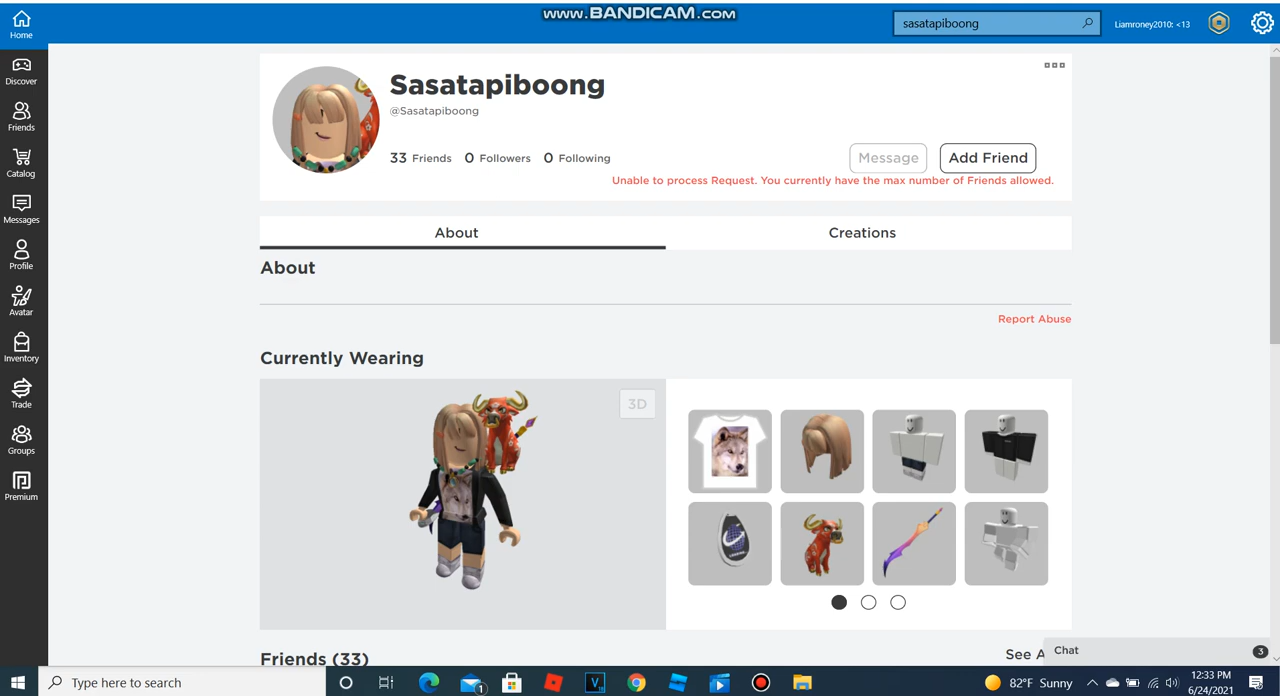 www.BANDICAM.com
Home
sasatapiboong
Liamroney2010: <13
Discover
Friends
Catalog
Messages
Profile
Avatar
Inventory
Trade
Groups
Premium
Sasatapiboong
@Sasatapiboong
33 Friends 0 Followers 0 Following
Message Add Friend
Unable to process Request. You currently have the max number of Friends allowed.
About Creations
About
Report Abuse
Currently Wearing
3D
Friends (33)
See A
Chat 3
Type here to search
1
82°F Sunny
12:33 PM
6/24/2021